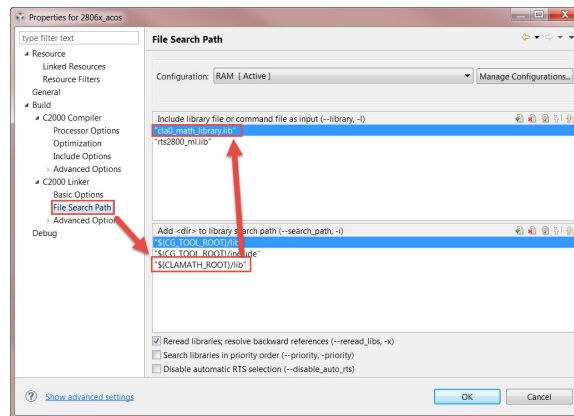 Properties for 2806x_acos
type filter text
File Search Path
Resource
Linked Resources
Resource Filters
General
Build
C2000 Compiler
Processor Options
Optimization
Include Options
Advanced Options
C2000 Linker
Basic Options
File Search Path
Advanced Options
Debug
Configuration: RAM [ Active ]
Manage Configurations...
Include library file or command file as input (--library, -l)
"cla0_math_library.lib"
"rts2800_ml.lib"
Add <dir> to library search path (--search_path, -i)
"${CG_TOOL_ROOT}/lib"
"${CG_TOOL_ROOT}/include"
"${CLAMATH_ROOT}/lib"
Reread libraries; resolve backward references (--reread_libs, -x)
Search libraries in priority order (--priority, -priority)
Disable automatic RTS selection (--disable_auto_rts)
Show advanced settings
OK
Cancel